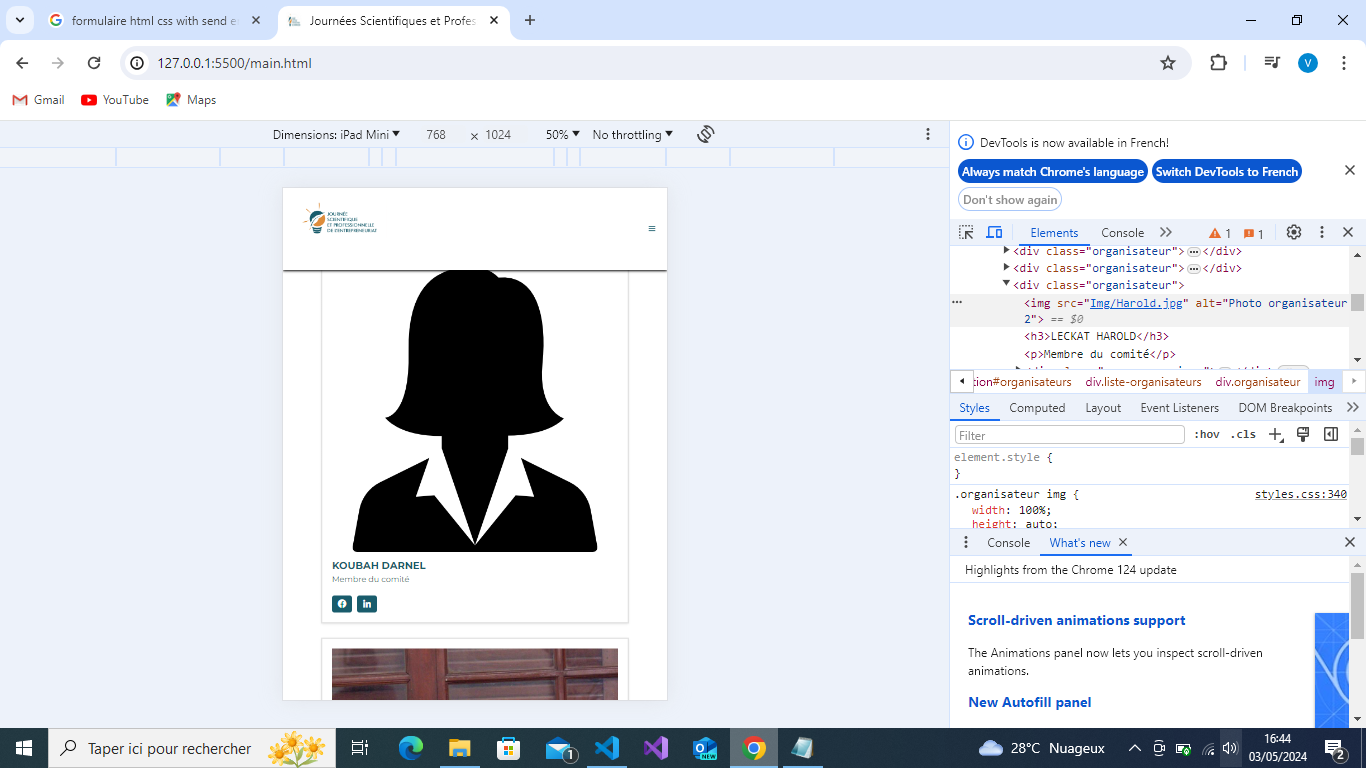 formulaire html css with send e
Journées Scientifiques et Profes
127.0.0.1:5500/main.html
V
Gmail
YouTube
Maps
Dimensions: iPad Mini
768
×
1024
50%
No throttling
DevTools is now available in French!
Always match Chrome's language
Switch DevTools to French
Don't show again
Elements
Console
1
1
<div class="organisateur"> </div>
<div class="organisateur"> </div>
<div class="organisateur">
<img src="Img/Harold.jpg" alt="Photo organisateur
2"> == $0
<h3>LECKAT HAROLD</h3>
<p>Membre du comité</p>
tion#organisateurs
div.liste-organisateurs
div.organisateur
img
Styles
Computed
Layout
Event Listeners
DOM Breakpoints
Filter
:hov
.cls
element.style {
}
.organisateur img {
styles.css:340
width: 100%;
height: auto;
Console
What's new
Highlights from the Chrome 124 update
Scroll-driven animations support
The Animations panel now lets you inspect scroll-driven
animations.
New Autofill panel
JOURNÉE
SCIENTIFIQUE
ET PROFESSIONNELLE
DE L'ENTREPRENEURIAT
KOUBAH DARNEL
Membre du comité
in
Taper ici pour rechercher
1
NEW
28°C Nuageux
16:44
03/05/2024
2